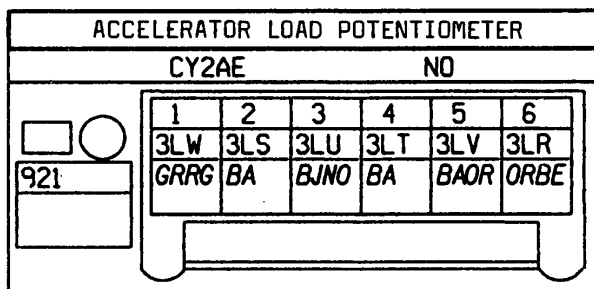 ACCELERATOR LOAD POTENTIOMETER
CY2AE NO
1 2 3 4 5 6
3LW 3LS 3LU 3LT 3LV 3LR
921
GRRG BA BJNO BA BAOR ORBE